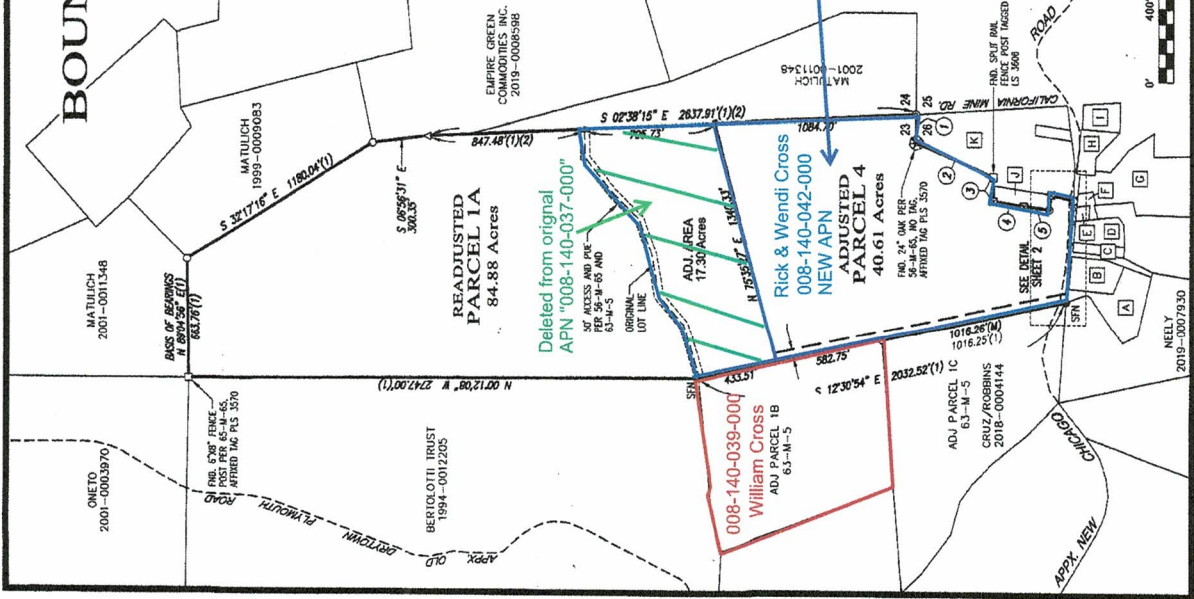 BOUN
MATULICH
2001-0011348
BASIS OF BEARINGS
N 89°04'56" E(1)
663.76'(1)
S 32°17'16" E 1180.04'(1)
MATULICH
1999-0009083
EMPIRE GREEN
COMMODITIES INC.
2019-0008598
S 06°56'31" E
300.35'
847.48'(1)(2)
S 02°38'15" E 2637.91'(1)(2)
MATULICH
2001-0011348
ONETO
2001-0003970
FND. 6"X8" FENCE
POST PER 65-M-65,
AFFIXED TAG PLS 3570
N 00°12'08" W 2747.00'(1)
READJUSTED
PARCEL 1A
84.88 Acres
Deleted from orignal
APN "008-140-037-000"
30' ACCESS AND PUE
PER 56-M-65 AND
63-M-5
ORIGINAL
LOT LINE
ADJ. AREA
17.30 Acres
1084.70'
Rick & Wendi Cross
008-140-042-000
NEW APN
ADJUSTED
PARCEL 4
40.61 Acres
FND. 24" OAK PER
56-M-65, NO TAG,
AFFIXED TAG PLS 3570
FND. SPLIT RAIL
FENCE POST TAGGED
LS 3606
CALIFORNIA MINE RD.
ROAD
0'
400'
24
25
23
26
1
2
3
4
5
K
J
I
H
G
F
E
D
C
B
A
SEE DETAIL
SHEET 2
SFN
SFN
433.51'
582.75'
S 12°30'54" E 2032.52'(1)
1016.26'(M)
1016.25'(1)
BERTOLOTTI TRUST
1994-0012205
APPX. OLD DRYTOWN PLYMOUTH ROAD
008-140-039-000
William Cross
ADJ PARCEL 1B
63-M-5
ADJ PARCEL 1C
63-M-5
CRUZ/ROBBINS
2018-0004144
APPX. NEW CHICAGO
NEELY
2019-0007930